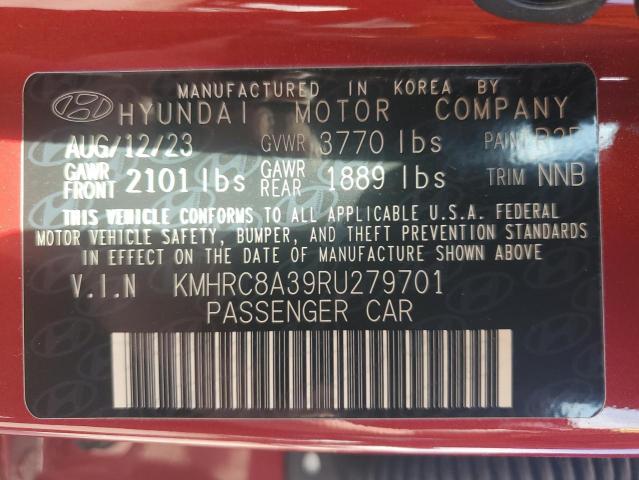 MANUFACTURED IN KOREA BY
HYUNDAI MOTOR COMPANY
AUG/12/23 GVWR 3770 lbs PAINT
GAWR FRONT 2101 lbs GAWR REAR 1889 lbs TRIM NNB
THIS VEHICLE CONFORMS TO ALL APPLICABLE U.S.A. FEDERAL
MOTOR VEHICLE SAFETY, BUMPER, AND THEFT PREVENTION STANDARDS
IN EFFECT ON THE DATE OF MANUFACTURE SHOWN ABOVE
V.I.N KMHRC8A39RU279701
PASSENGER CAR